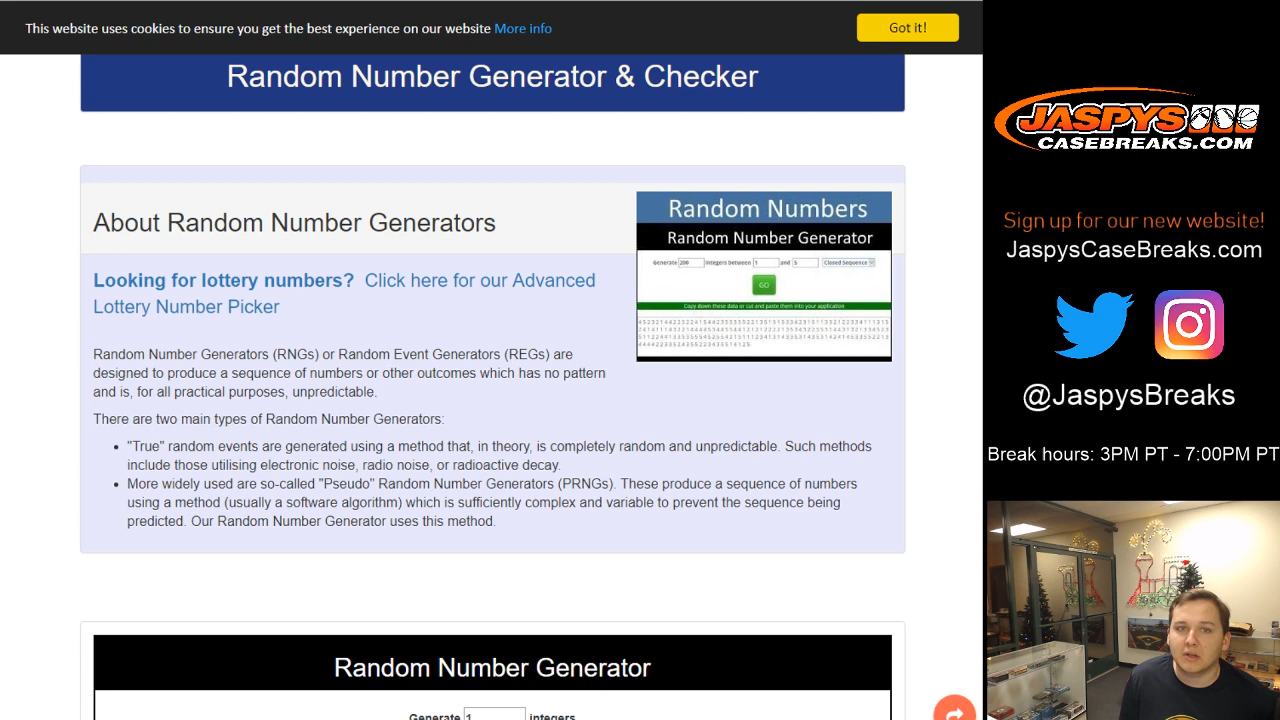 This website uses cookies to ensure you get the best experience on our website More info
Got it!
Random Number Generator & Checker
About Random Number Generators
Looking for lottery numbers? Click here for our Advanced
Lottery Number Picker
Random Number Generators (RNGs) or Random Event Generators (REGs) are
designed to produce a sequence of numbers or other outcomes which has no pattern
and is, for all practical purposes, unpredictable.
There are two main types of Random Number Generators:
"True" random events are generated using a method that, in theory, is completely random and unpredictable. Such methods
include those utilising electronic noise, radio noise, or radioactive decay.
More widely used are so-called "Pseudo" Random Number Generators (PRNGs). These produce a sequence of numbers
using a method (usually a software algorithm) which is sufficiently complex and variable to prevent the sequence being
predicted. Our Random Number Generator uses this method.
Random Numbers
Random Number Generator
Generate 200 integers between 1 and 5 Closed Sequence
GO
Copy down these data or cut and paste them into your application
Random Number Generator
Generate 1 integers
JASPYS
CASEBREAKS.COM
Sign up for our new website!
JaspysCaseBreaks.com
@JaspysBreaks
Break hours: 3PM PT - 7:00PM PT